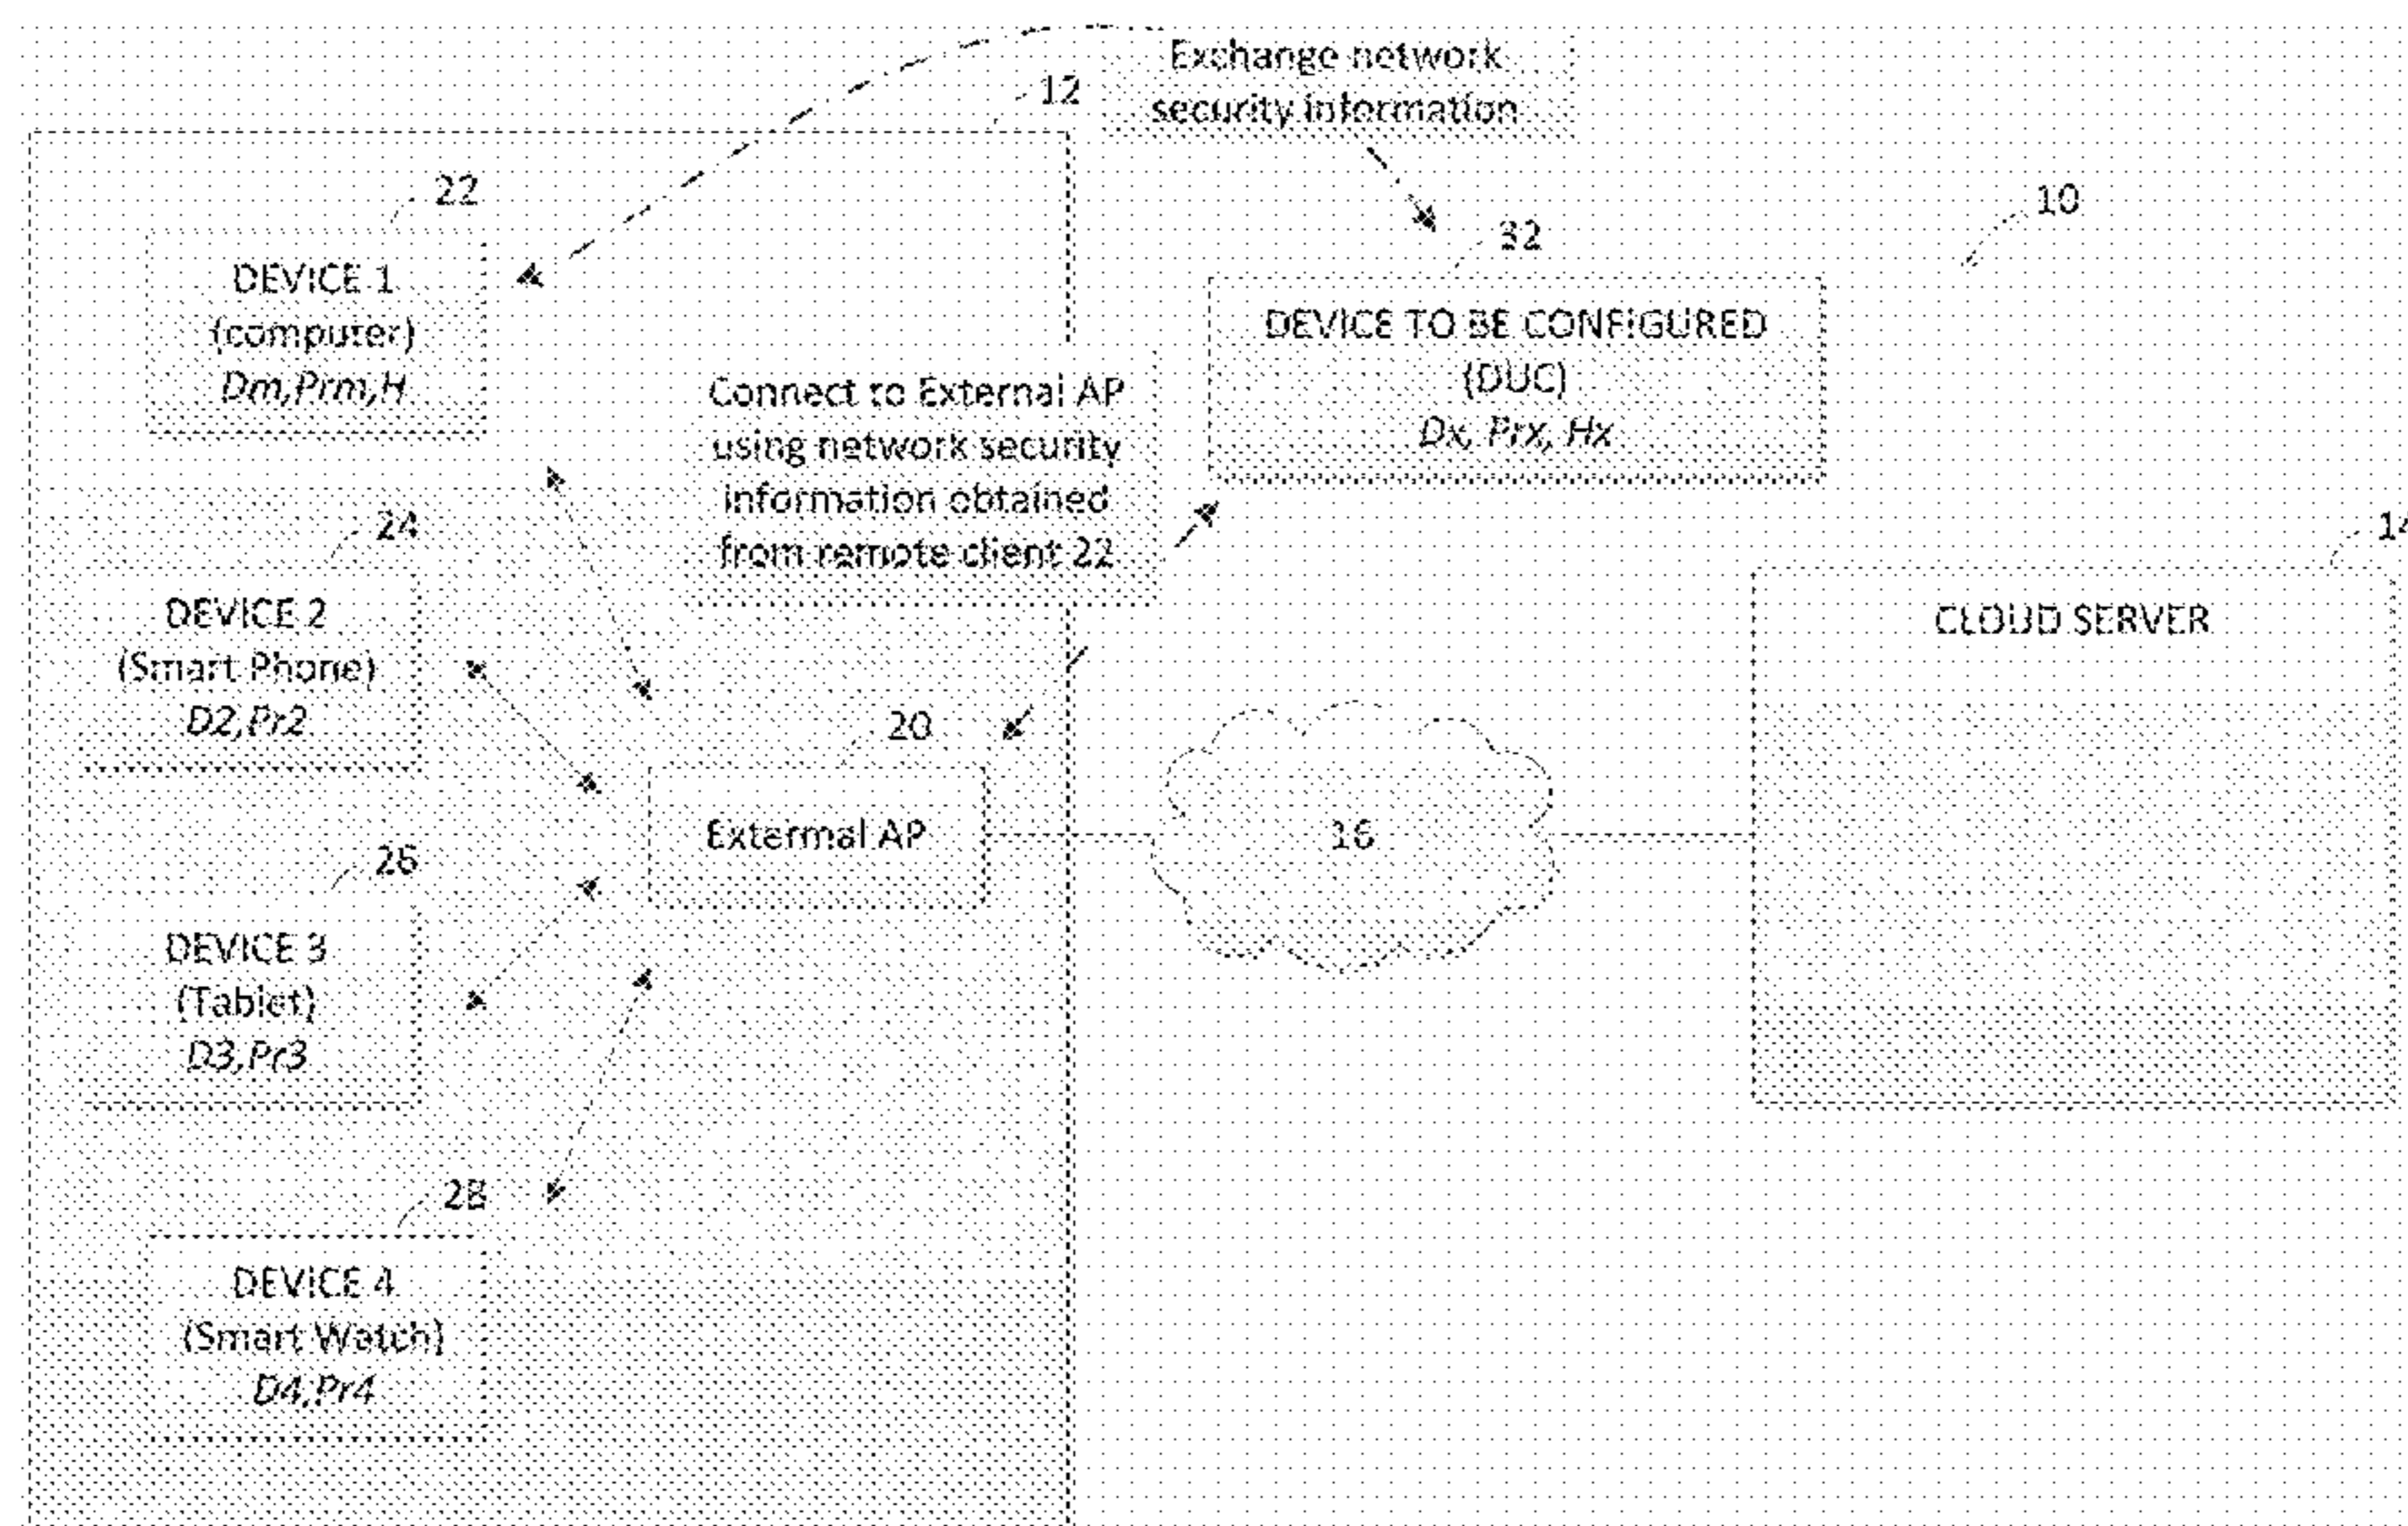 Exchange network
security information
12
22
10
32
DEVICE 1
(computer)
Dm,Prm,H
DEVICE TO BE CONFIGURED
(DUC)
Dx, Prx, Hx
Connect to External AP
using network security
information obtained
from remote client 22
24
14
DEVICE 2
(Smart Phone)
D2,Pr2
CLOUD SERVER
20
Extermal AP
16
26
DEVICE 3
(Tablet)
D3,Pr3
28
DEVICE 4
(Smart Watch)
D4,Pr4